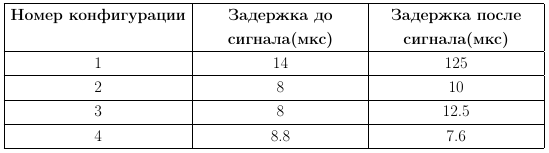 Номер конфигурации Задержка до сигнала(мкс) Задержка после сигнала(мкс)
1 14 125
2 8 10
3 8 12.5
4 8.8 7.6